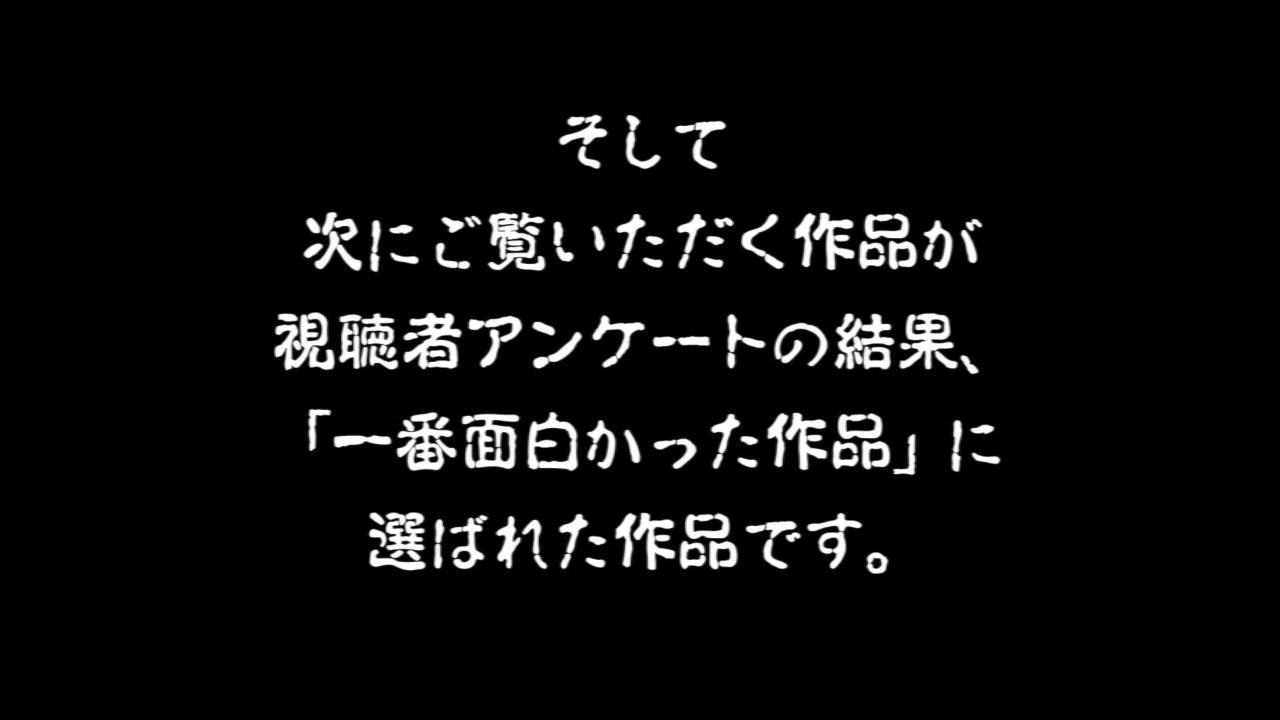 そして
次にご覧いただく作品が
視聴者アンケートの結果、
「一番面白かった作品」に
選ばれた作品です。